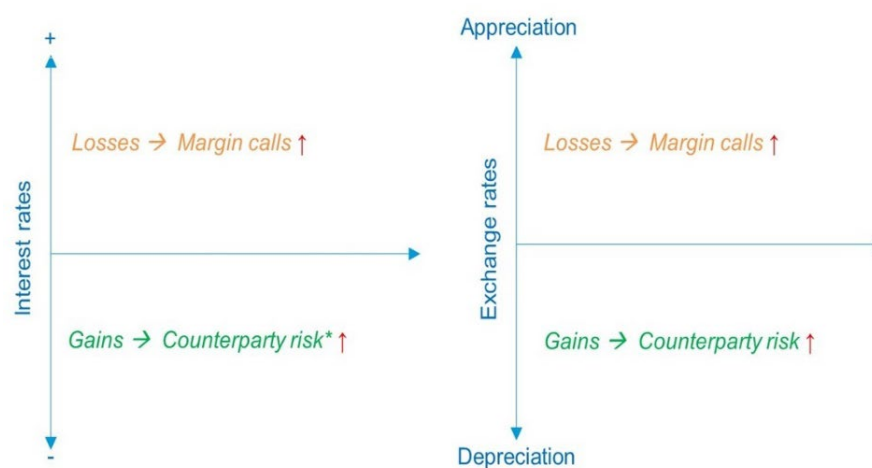 +
Interest rates
Losses → Margin calls ↑
Gains → Counterparty risk* ↑
-
Appreciation
Exchange rates
Losses → Margin calls ↑
Gains → Counterparty risk ↑
Depreciation